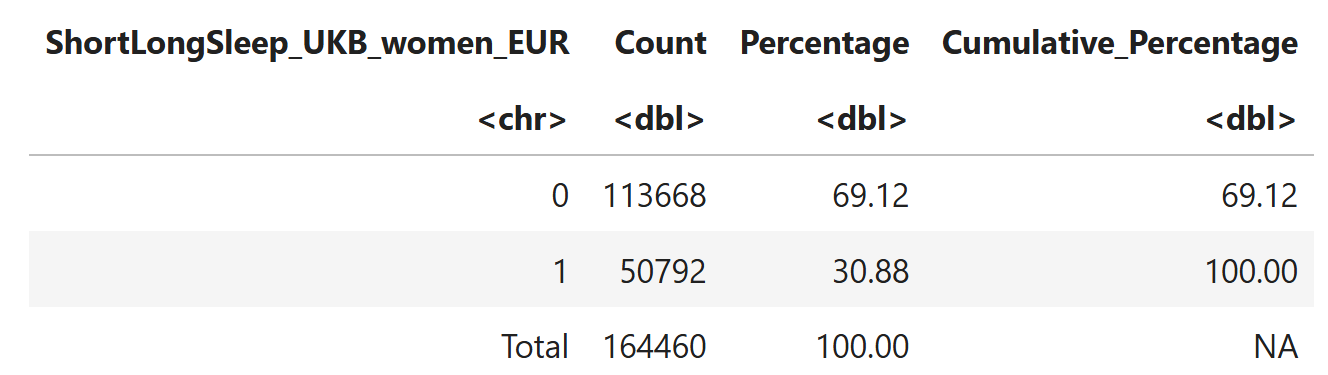 ShortLongSleep_UKB_women_EUR Count Percentage Cumulative_Percentage
<chr> <dbl> <dbl> <dbl>
0 113668 69.12 69.12
1 50792 30.88 100.00
Total 164460 100.00 NA